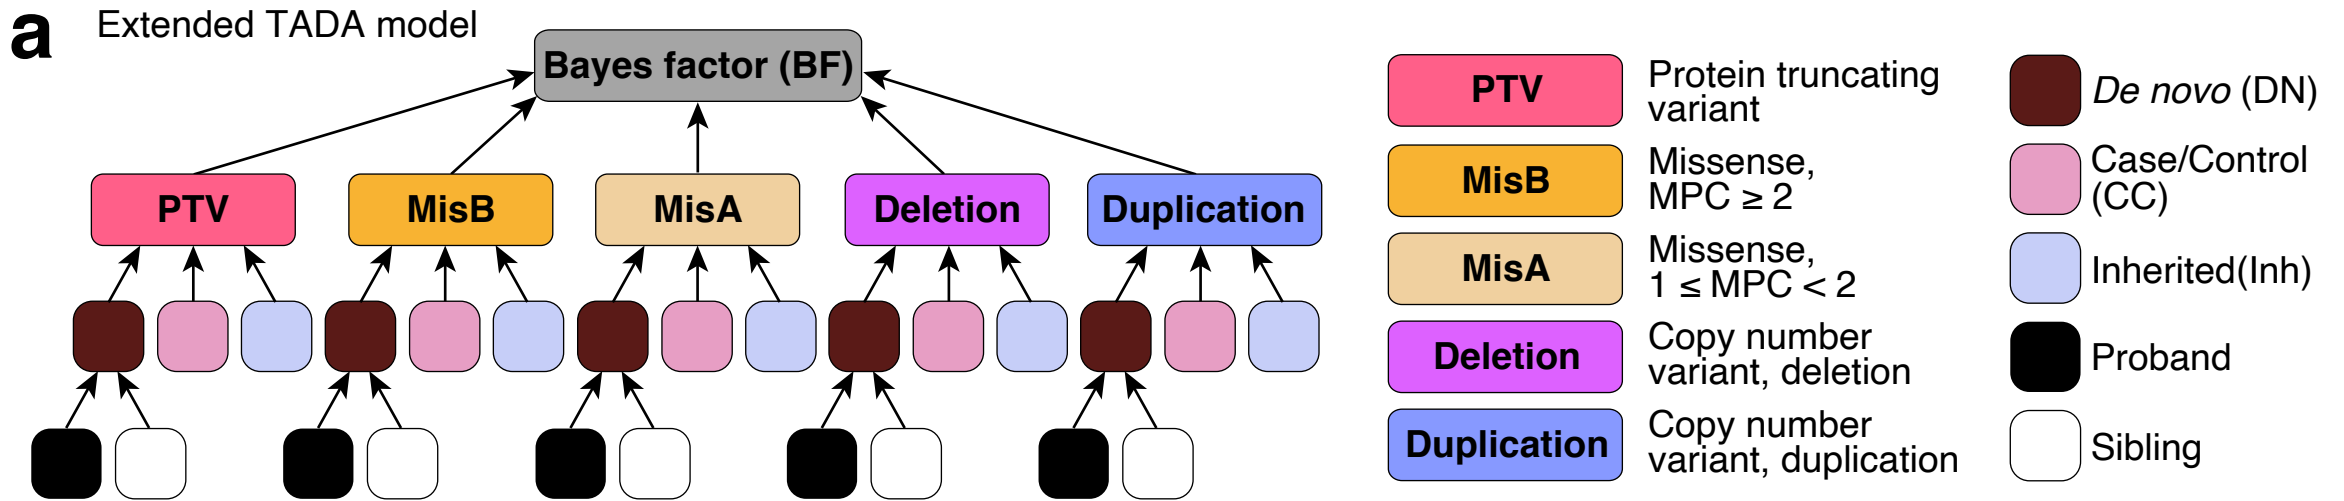 a
Extended TADA model
Bayes factor (BF)
PTV
MisB
MisA
Deletion
Duplication
PTV
Protein truncating
variant
MisB
Missense,
MPC ≥ 2
MisA
Missense,
1 ≤ MPC < 2
Deletion
Copy number
variant, deletion
Duplication
Copy number
variant, duplication
De novo (DN)
Case/Control
(CC)
Inherited(Inh)
Proband
Sibling